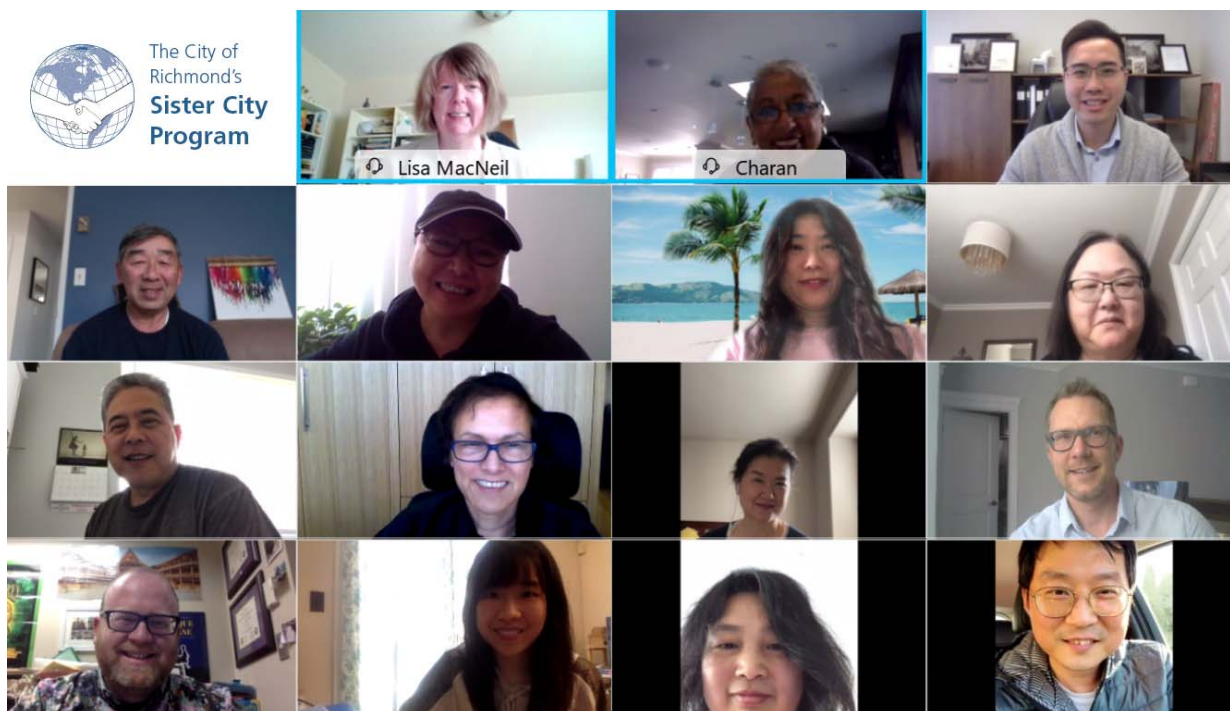 The City of
Richmond's
Sister City
Program
Lisa MacNeil
Charan